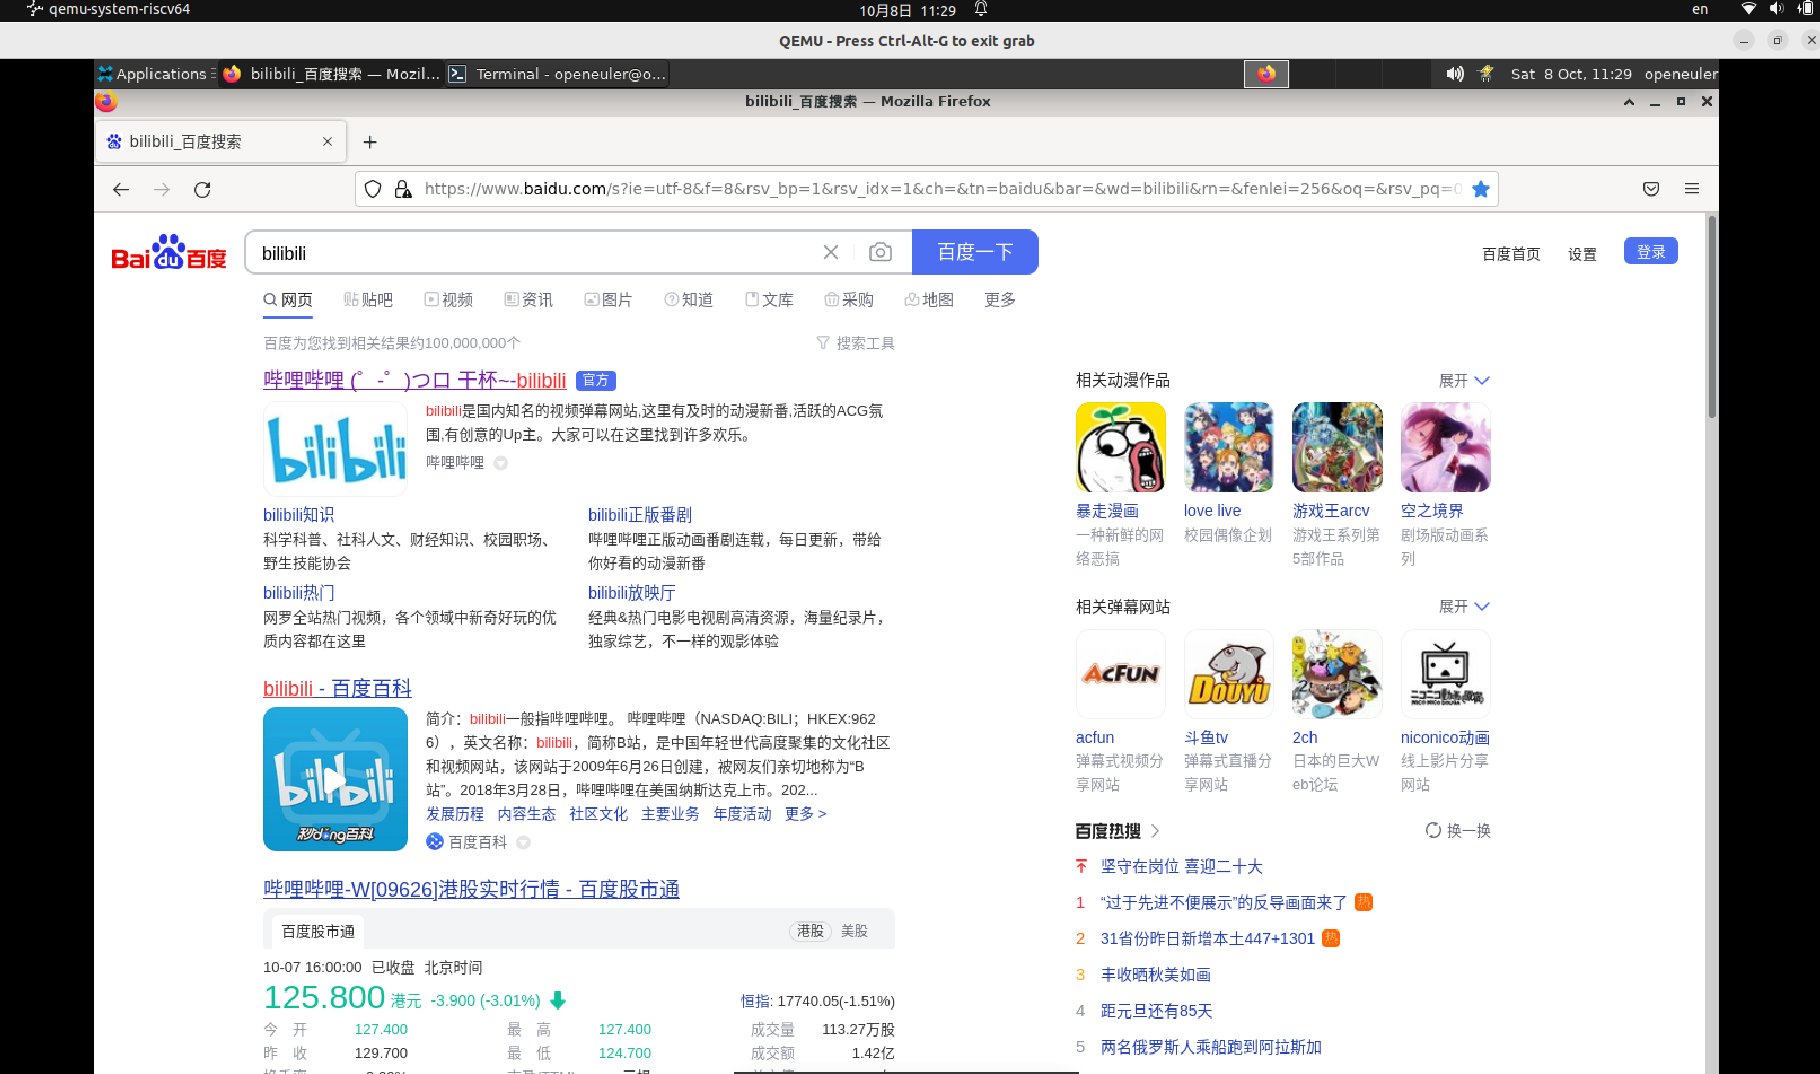 qemu-system-riscv64
10月8日 11:29
en
QEMU - Press Ctrl-Alt-G to exit grab
Applications
bilibili_百度搜索 — Mozil...
Terminal - openeuler@o...
Sat 8 Oct, 11:29 openeuler
bilibili_百度搜索 — Mozilla Firefox
bilibili_百度搜索
https://www.baidu.com/s?ie=utf-8&f=8&rsv_bp=1&rsv_idx=1&ch=&tn=baidu&bar=&wd=bilibili&rn=&fenlei=256&oq=&rsv_pq=0
Bai du 百度
bilibili
百度一下
百度首页 设置 登录
网页 贴吧 视频 资讯 图片 知道 文库 采购 地图 更多
百度为您找到相关结果约100,000,000个
搜索工具
哔哩哔哩 (゜-゜)つロ 干杯~-bilibili 官方
bilibili
bilibili是国内知名的视频弹幕网站,这里有及时的动漫新番,活跃的ACG氛
围,有创意的Up主。大家可以在这里找到许多欢乐。
哔哩哔哩
bilibili知识
科学科普、社科人文、财经知识、校园职场、
野生技能协会
bilibili正版番剧
哔哩哔哩正版动画番剧连载，每日更新，带给
你好看的动漫新番
bilibili热门
网罗全站热门视频，各个领域中新奇好玩的优
质内容都在这里
bilibili放映厅
经典&热门电影电视剧高清资源，海量纪录片，
独家综艺，不一样的观影体验
bilibili - 百度百科
bilibili
秒dong百科
简介：bilibili一般指哔哩哔哩。 哔哩哔哩（NASDAQ:BILI；HKEX:962
6），英文名称：bilibili，简称B站，是中国年轻世代高度聚集的文化社区
和视频网站，该网站于2009年6月26日创建，被网友们亲切地称为“B
站”。2018年3月28日，哔哩哔哩在美国纳斯达克上市。202...
发展历程 内容生态 社区文化 主要业务 年度活动 更多 >
百度百科
哔哩哔哩-W[09626]港股实时行情 - 百度股市通
百度股市通
港股 美股
10-07 16:00:00 已收盘 北京时间
125.800 港元 -3.900 (-3.01%)
恒指: 17740.05(-1.51%)
今 开 127.400 最 高 127.400 成交量 113.27万股
昨 收 129.700 最 低 124.700 成交额 1.42亿
相关动漫作品
展开
暴走漫画
一种新鲜的网
络恶搞
love live
校园偶像企划
游戏王arcv
游戏王系列第
5部作品
空之境界
剧场版动画系
列
相关弹幕网站
展开
ACFUN
DOUYU
acfun
弹幕式视频分
享网站
斗鱼tv
弹幕式直播分
享网站
2ch
日本的巨大W
eb论坛
niconico动画
线上影片分享
网站
百度热搜
换一换
坚守在岗位 喜迎二十大
1 “过于先进不便展示”的反导画面来了 热
2 31省份昨日新增本土447+1301 热
3 丰收晒秋美如画
4 距元旦还有85天
5 两名俄罗斯人乘船跑到阿拉斯加